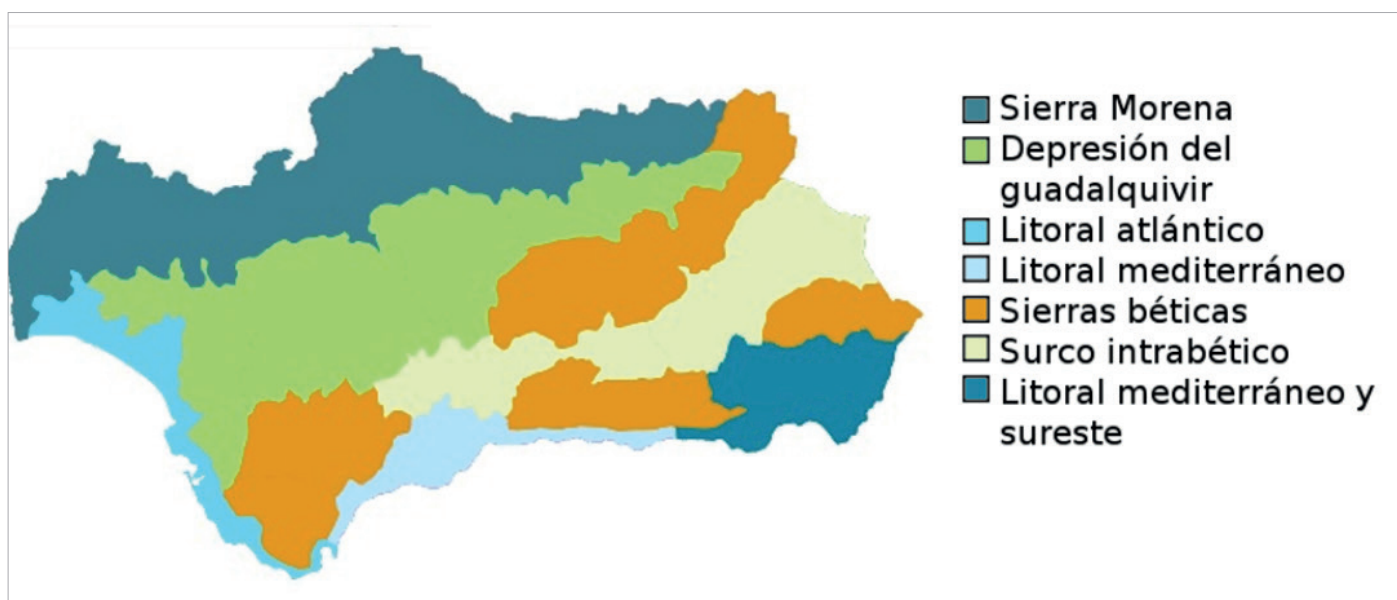 Sierra Morena
Depresión del
guadalquivir
Litoral atlántico
Litoral mediterráneo
Sierras béticas
Surco intrabético
Litoral mediterráneo y
sureste